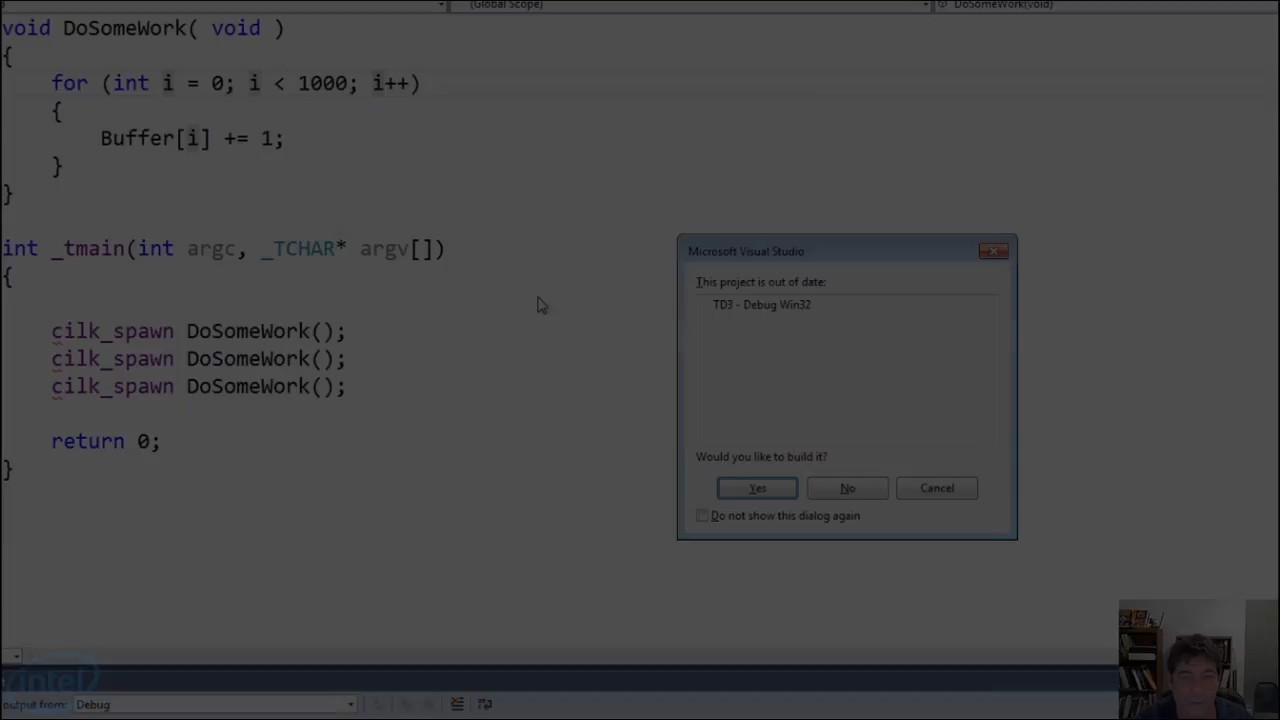 (Global Scope)
DoSomeWork(void)
void DoSomeWork( void )
{
for (int i = 0; i < 1000; i++)
{
Buffer[i] += 1;
}
}
int _tmain(int argc, _TCHAR* argv[])
{
cilk_spawn DoSomeWork();
cilk_spawn DoSomeWork();
cilk_spawn DoSomeWork();
return 0;
}
Microsoft Visual Studio
This project is out of date:
TD3 - Debug Win32
Would you like to build it?
Yes
No
Cancel
Do not show this dialog again
intel
output from:
Debug